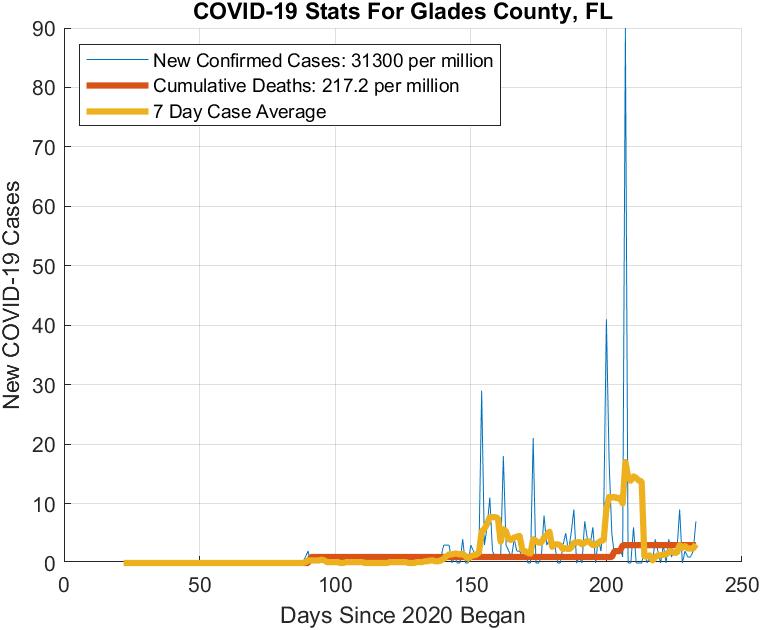 COVID-19 Stats For Glades County, FL
New Confirmed Cases: 31300 per million
Cumulative Deaths: 217.2 per million
7 Day Case Average
New COVID-19 Cases
90
80
70
60
50
40
30
20
10
0
0 50 100 150 200 250
Days Since 2020 Began